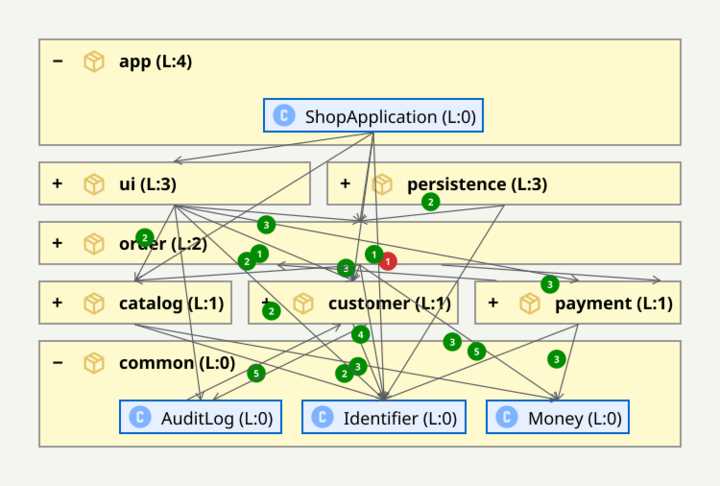 − app (L:4)
C ShopApplication (L:0)
+ ui (L:3)
+ persistence (L:3)
2
3
+ order (L:2)
2
1
2
1
1
3
+ catalog (L:1)
+ customer (L:1)
+ payment (L:1)
3
2
4
3
5
3
− common (L:0)
3
2
5
C AuditLog (L:0)
C Identifier (L:0)
C Money (L:0)